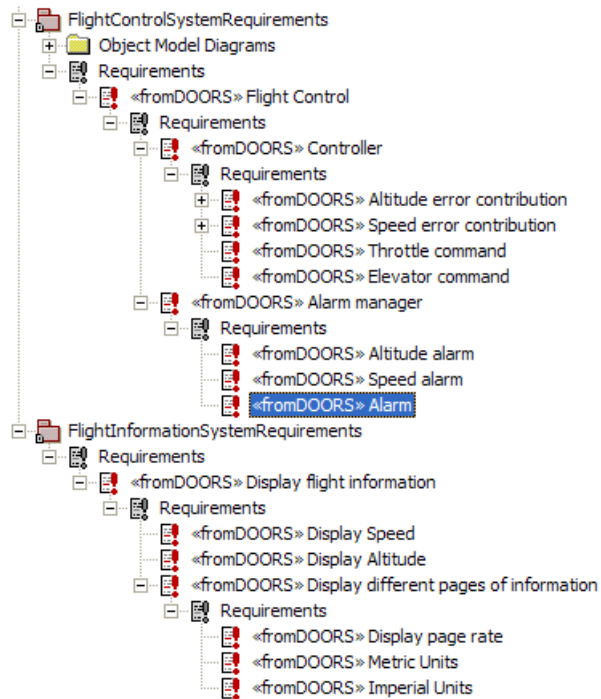 FlightControlSystemRequirements
Object Model Diagrams
Requirements
«fromDOORS» Flight Control
Requirements
«fromDOORS» Controller
Requirements
«fromDOORS» Altitude error contribution
«fromDOORS» Speed error contribution
«fromDOORS» Throttle command
«fromDOORS» Elevator command
«fromDOORS» Alarm manager
Requirements
«fromDOORS» Altitude alarm
«fromDOORS» Speed alarm
«fromDOORS» Alarm
FlightInformationSystemRequirements
Requirements
«fromDOORS» Display flight information
Requirements
«fromDOORS» Display Speed
«fromDOORS» Display Altitude
«fromDOORS» Display different pages of information
Requirements
«fromDOORS» Display page rate
«fromDOORS» Metric Units
«fromDOORS» Imperial Units